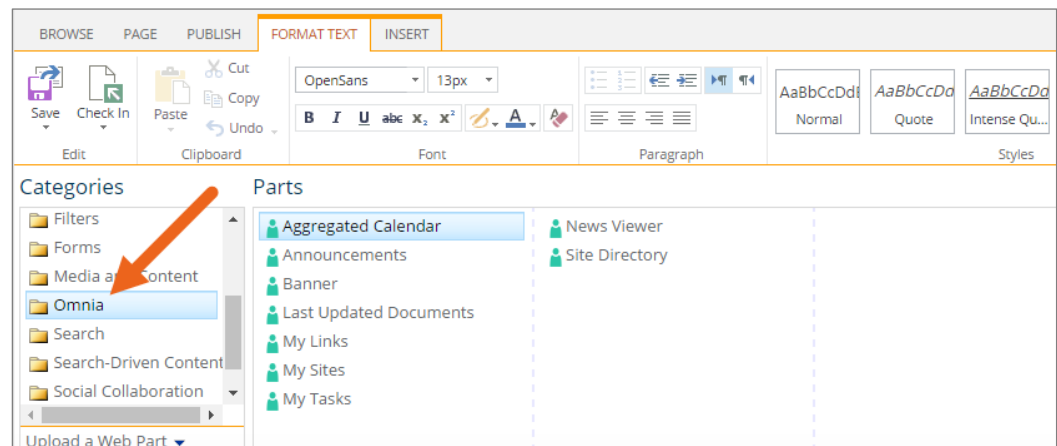 BROWSE PAGE PUBLISH FORMAT TEXT INSERT
Save
Check In
Edit
Paste
Cut
Copy
Undo
Clipboard
OpenSans 13px
B I U abc X₂ X² A
Font
Paragraph
AaBbCcDdE
Normal
AaBbCcDd
Quote
AaBbCcDd
Intense Qu...
Styles
Categories
Filters
Forms
Media and Content
Omnia
Search
Search-Driven Content
Social Collaboration
Upload a Web Part
Parts
Aggregated Calendar
Announcements
Banner
Last Updated Documents
My Links
My Sites
My Tasks
News Viewer
Site Directory